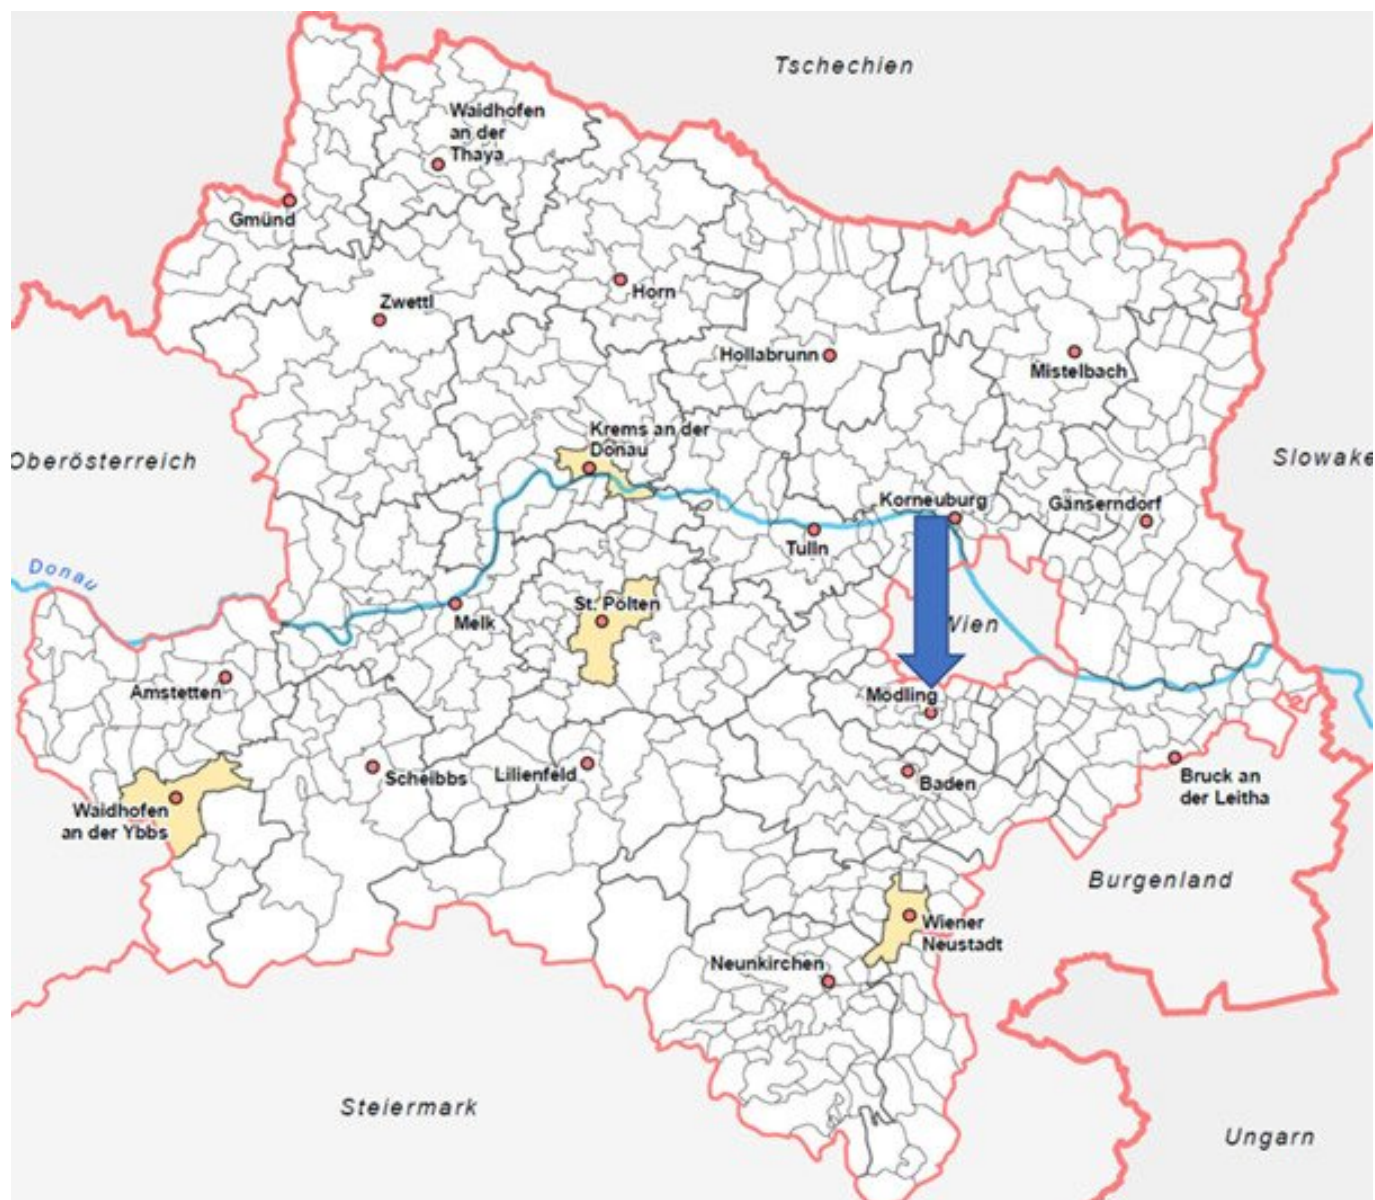 Tschechien
Waidhofen
an der
Thaya
Gmünd
Horn
Zwettl
Hollabrunn
Mistelbach
Krems an der
Donau
Oberösterreich
Slowake
Korneuburg
Gänserndorf
Tulln
Donau
St. Pölten
Melk
Wien
Amstetten
Mödling
Scheibbs
Lilienfeld
Baden
Bruck an
der Leitha
Waidhofen
an der Ybbs
Burgenland
Wiener
Neustadt
Neunkirchen
Steiermark
Ungarn